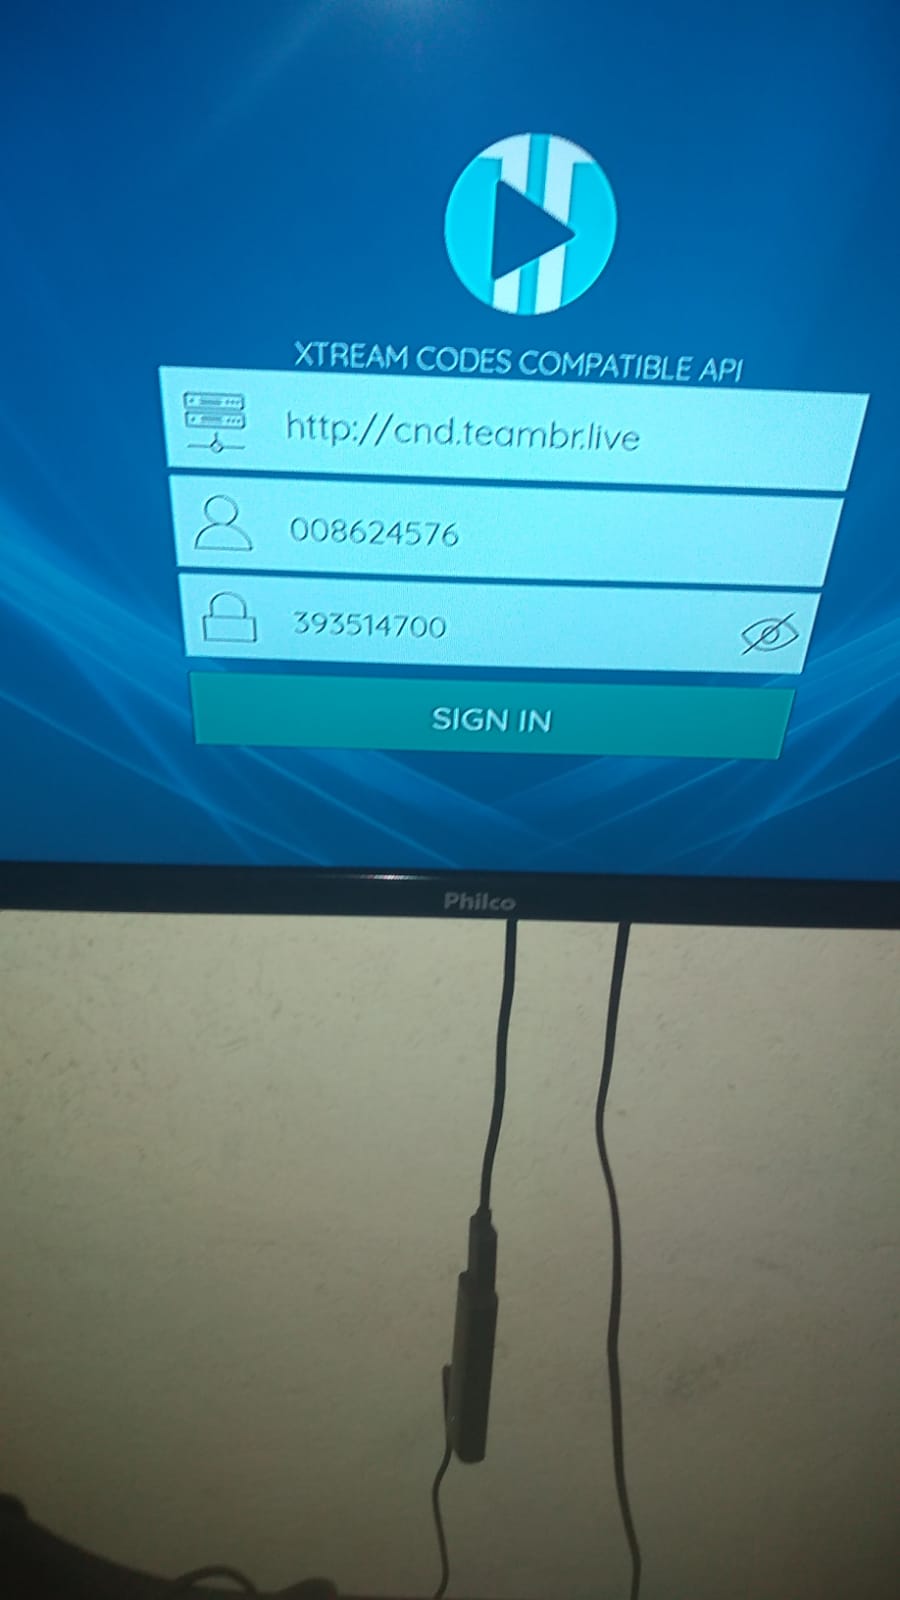 XTREAM CODES COMPATIBLE API
http://cnd.teambr.live
008624576
393514700
SIGN IN
Philco